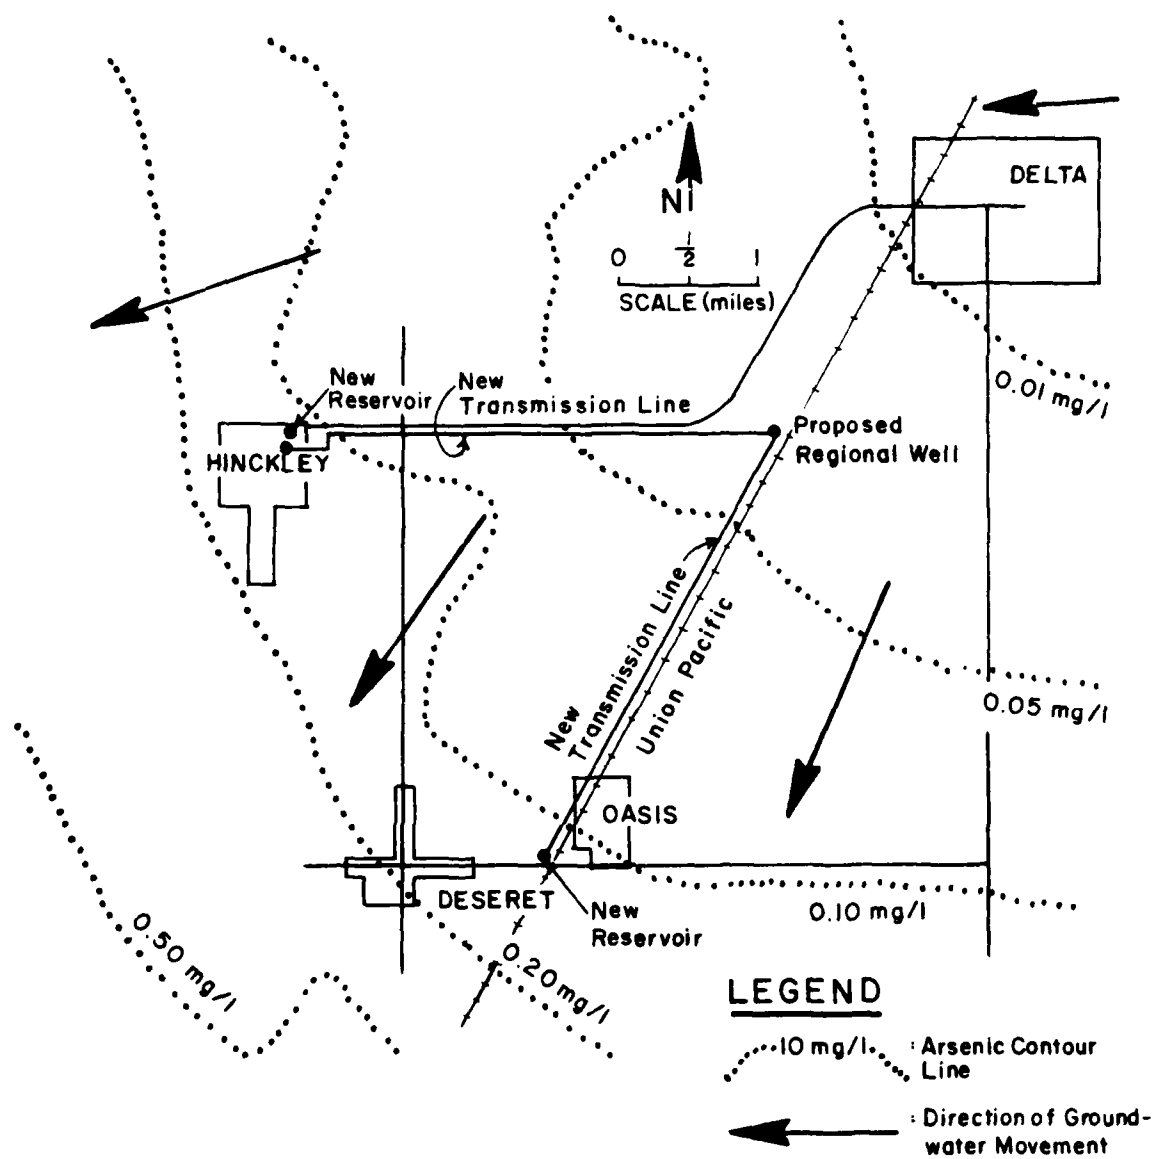 DELTA
N
0 1/2 1
SCALE (miles)
0.01 mg/l
New
Reservoir
New
Transmission Line
Proposed
Regional Well
HINCKLEY
New
Transmission Line
Union Pacific
0.05 mg/l
OASIS
DESERET
New
Reservoir
0.10 mg/l
0.50 mg/l
0.20 mg/l
LEGEND
10 mg/l
: Arsenic Contour
Line
: Direction of Ground-
water Movement